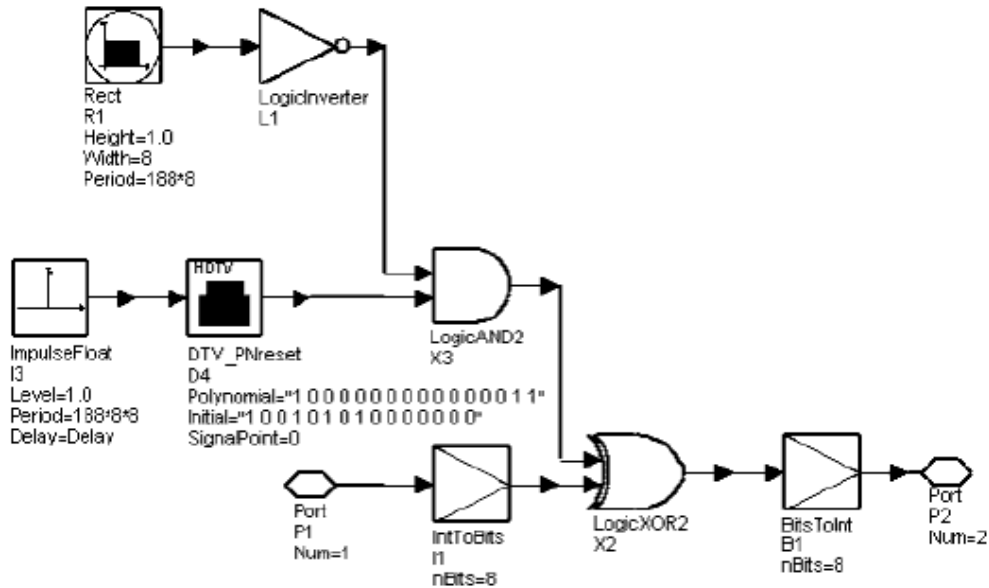 Rect
R1
Height=1.0
Width=8
Period=188*8
LogicInverter
L1
HDTV
ImpulseFloat
I3
Level=1.0
Period=188*8*8
Delay=Delay
DTV_PNreset
D4
Polynomial="1 0 0 0 0 0 0 0 0 0 0 0 0 0 1 1"
Initial="1 0 0 1 0 1 0 1 0 0 0 0 0 0 0"
SignalPoint=0
LogicAND2
X3
Port
P1
Num=1
IntToBits
I1
nBits=8
LogicXOR2
X2
BitsToInt
B1
nBits=8
Port
P2
Num=2